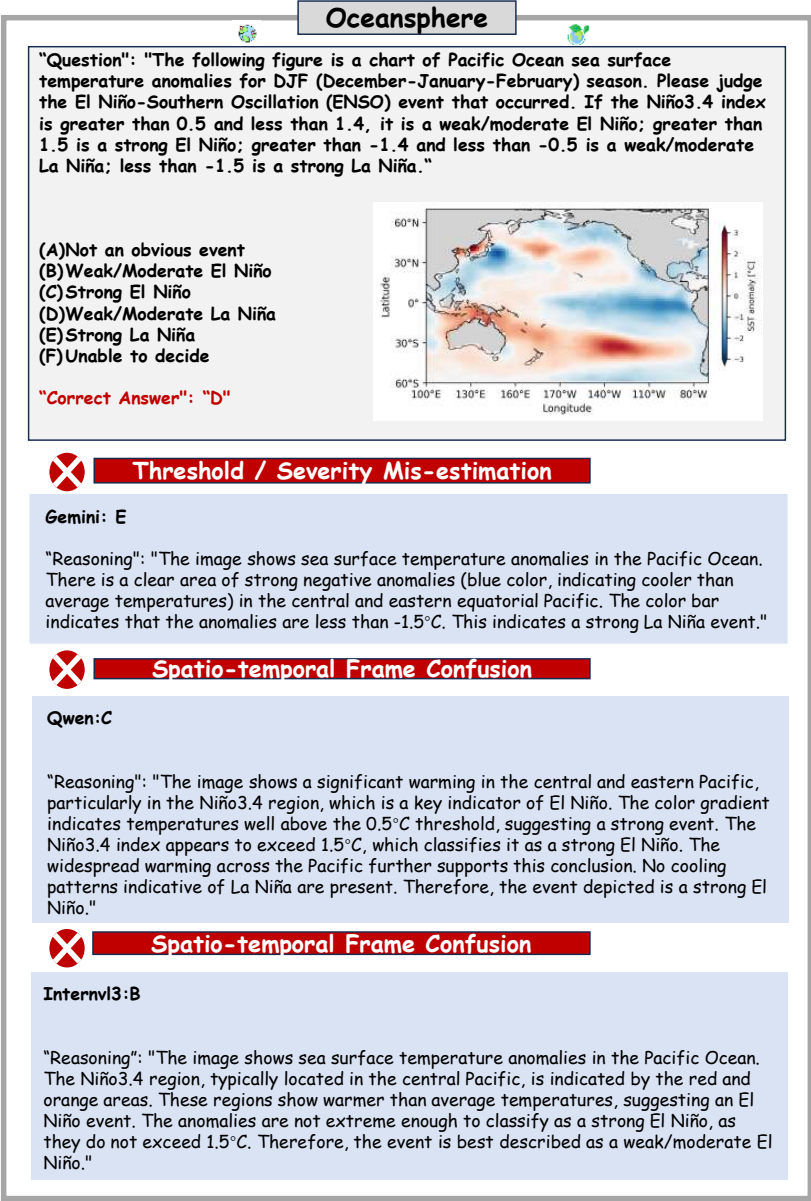 Oceansphere
“Question": "The following figure is a chart of Pacific Ocean sea surface
temperature anomalies for DJF (December-January-February) season. Please judge
the El Niño-Southern Oscillation (ENSO) event that occurred. If the Niño3.4 index
is greater than 0.5 and less than 1.4, it is a weak/moderate El Niño; greater than
1.5 is a strong El Niño; greater than -1.4 and less than -0.5 is a weak/moderate
La Niña; less than -1.5 is a strong La Niña.“
(A)Not an obvious event
(B)Weak/Moderate El Niño
(C)Strong El Niño
(D)Weak/Moderate La Niña
(E)Strong La Niña
(F)Unable to decide
“Correct Answer": “D"
60°N
30°N
0°
30°S
60°S
Latitude
100°E 130°E 160°E 170°W 140°W 110°W 80°W
Longitude
3
2
1
0
−1
−2
−3
SST anomaly [°C]
Threshold / Severity Mis-estimation
Gemini: E
“Reasoning": "The image shows sea surface temperature anomalies in the Pacific Ocean.
There is a clear area of strong negative anomalies (blue color, indicating cooler than
average temperatures) in the central and eastern equatorial Pacific. The color bar
indicates that the anomalies are less than -1.5°C. This indicates a strong La Niña event."
Spatio-temporal Frame Confusion
Qwen:C
“Reasoning": "The image shows a significant warming in the central and eastern Pacific,
particularly in the Niño3.4 region, which is a key indicator of El Niño. The color gradient
indicates temperatures well above the 0.5°C threshold, suggesting a strong event. The
Niño3.4 index appears to exceed 1.5°C, which classifies it as a strong El Niño. The
widespread warming across the Pacific further supports this conclusion. No cooling
patterns indicative of La Niña are present. Therefore, the event depicted is a strong El
Niño."
Spatio-temporal Frame Confusion
Internvl3:B
“Reasoning”: "The image shows sea surface temperature anomalies in the Pacific Ocean.
The Niño3.4 region, typically located in the central Pacific, is indicated by the red and
orange areas. These regions show warmer than average temperatures, suggesting an El
Niño event. The anomalies are not extreme enough to classify as a strong El Niño, as
they do not exceed 1.5°C. Therefore, the event is best described as a weak/moderate El
Niño."